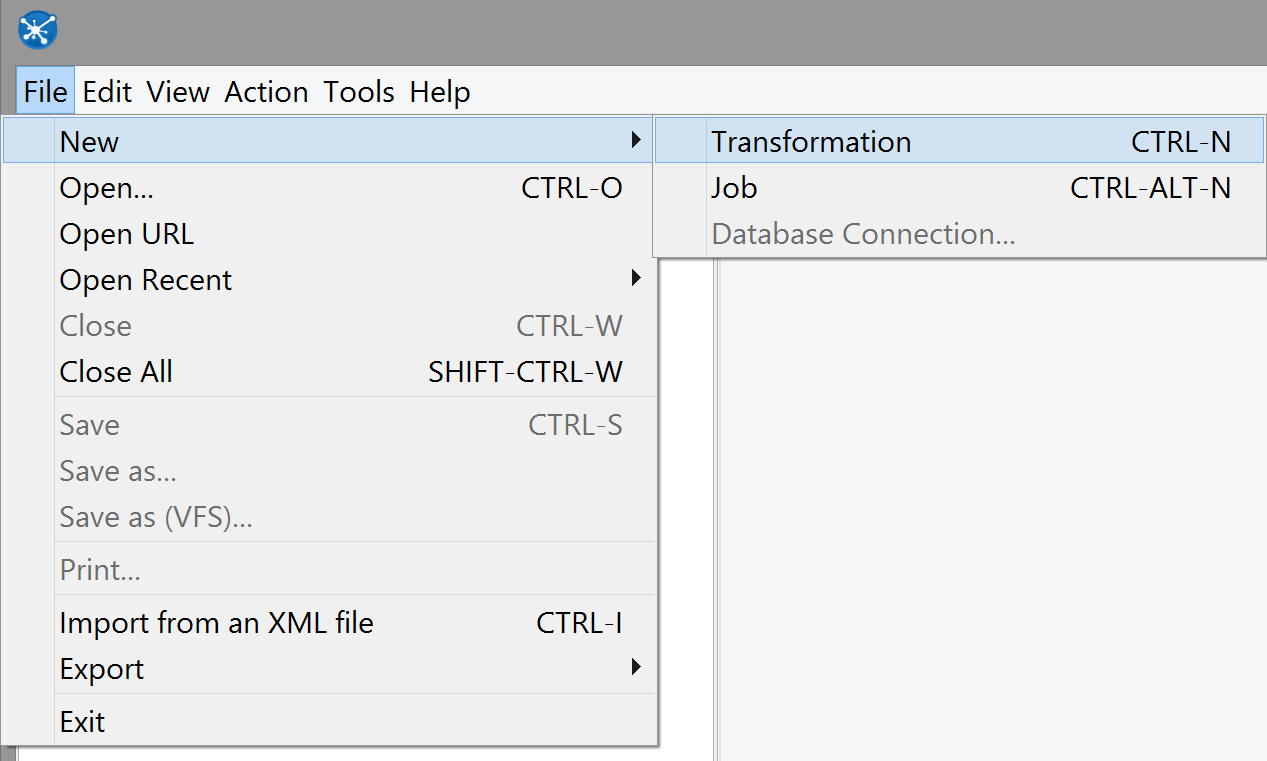 File Edit View Action Tools Help
New
Open... CTRL-O
Open URL
Open Recent
Close CTRL-W
Close All SHIFT-CTRL-W
Save CTRL-S
Save as...
Save as (VFS)...
Print...
Import from an XML file CTRL-I
Export
Exit
Transformation CTRL-N
Job CTRL-ALT-N
Database Connection...